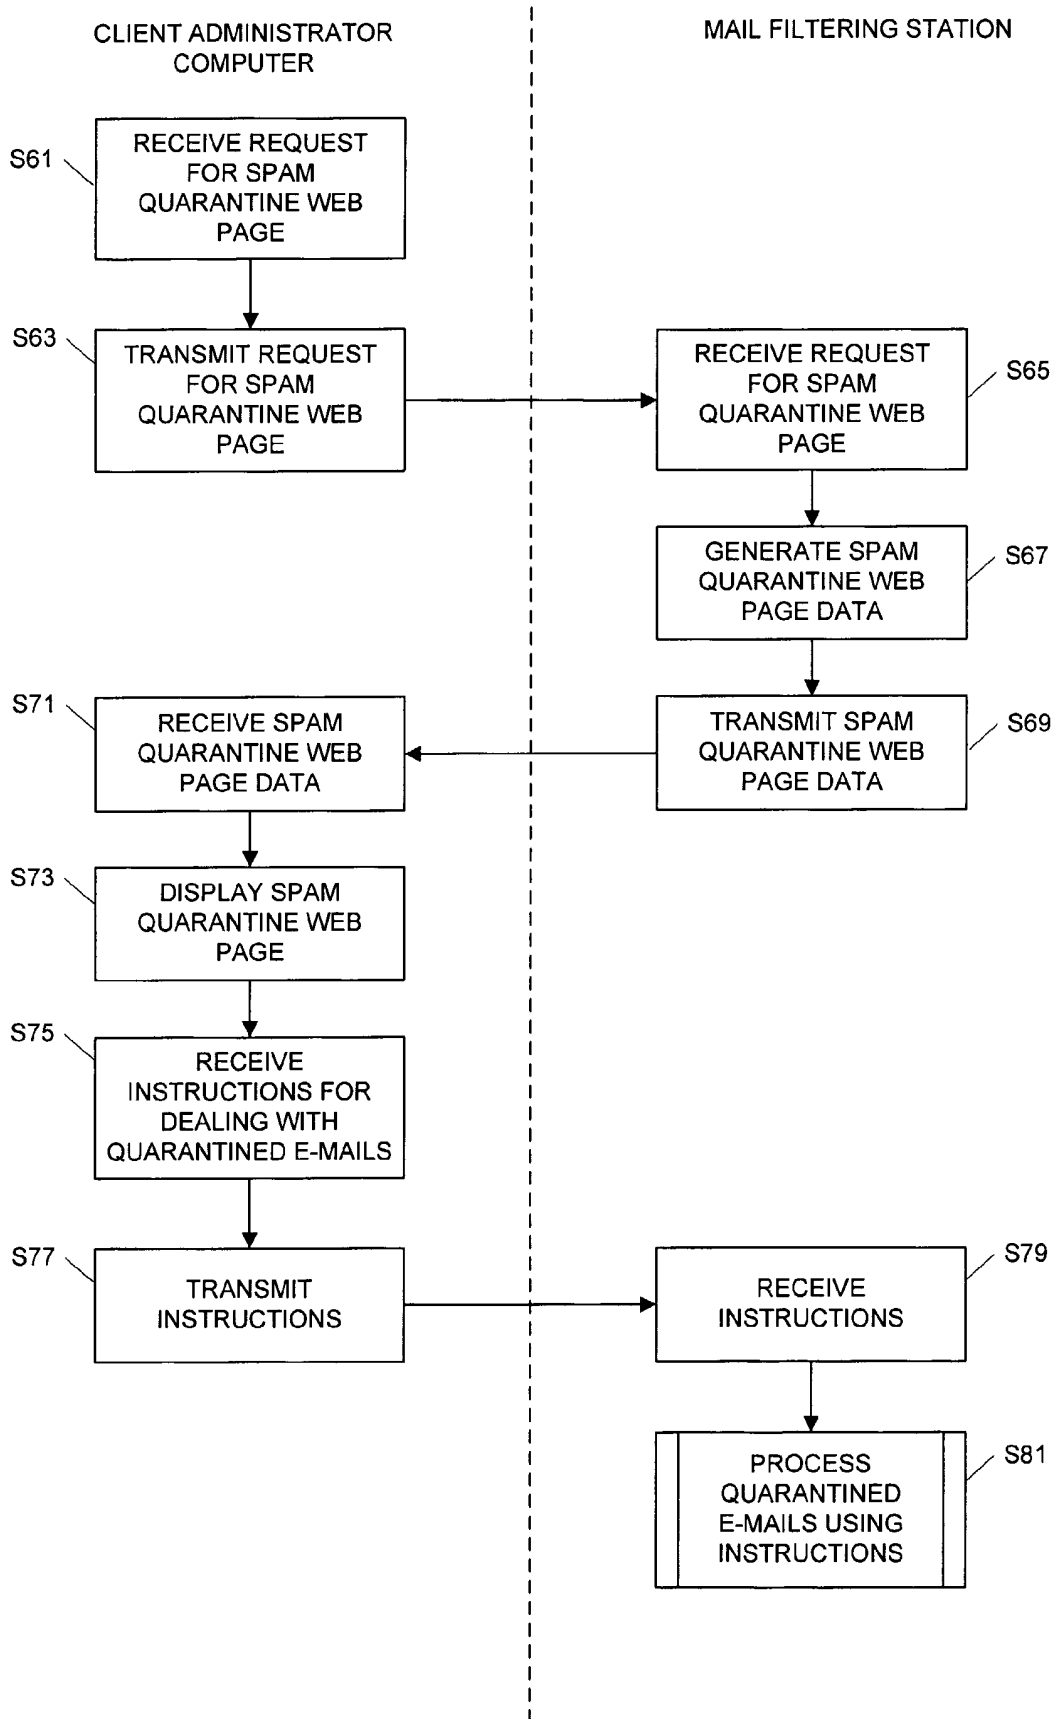 CLIENT ADMINISTRATOR
COMPUTER
MAIL FILTERING STATION
S61
RECEIVE REQUEST
FOR SPAM
QUARANTINE WEB
PAGE
S63
TRANSMIT REQUEST
FOR SPAM
QUARANTINE WEB
PAGE
RECEIVE REQUEST
FOR SPAM
QUARANTINE WEB
PAGE
S65
GENERATE SPAM
QUARANTINE WEB
PAGE DATA
S67
TRANSMIT SPAM
QUARANTINE WEB
PAGE DATA
S69
S71
RECEIVE SPAM
QUARANTINE WEB
PAGE DATA
S73
DISPLAY SPAM
QUARANTINE WEB
PAGE
S75
RECEIVE
INSTRUCTIONS FOR
DEALING WITH
QUARANTINED E-MAILS
S77
TRANSMIT
INSTRUCTIONS
RECEIVE
INSTRUCTIONS
S79
PROCESS
QUARANTINED
E-MAILS USING
INSTRUCTIONS
S81